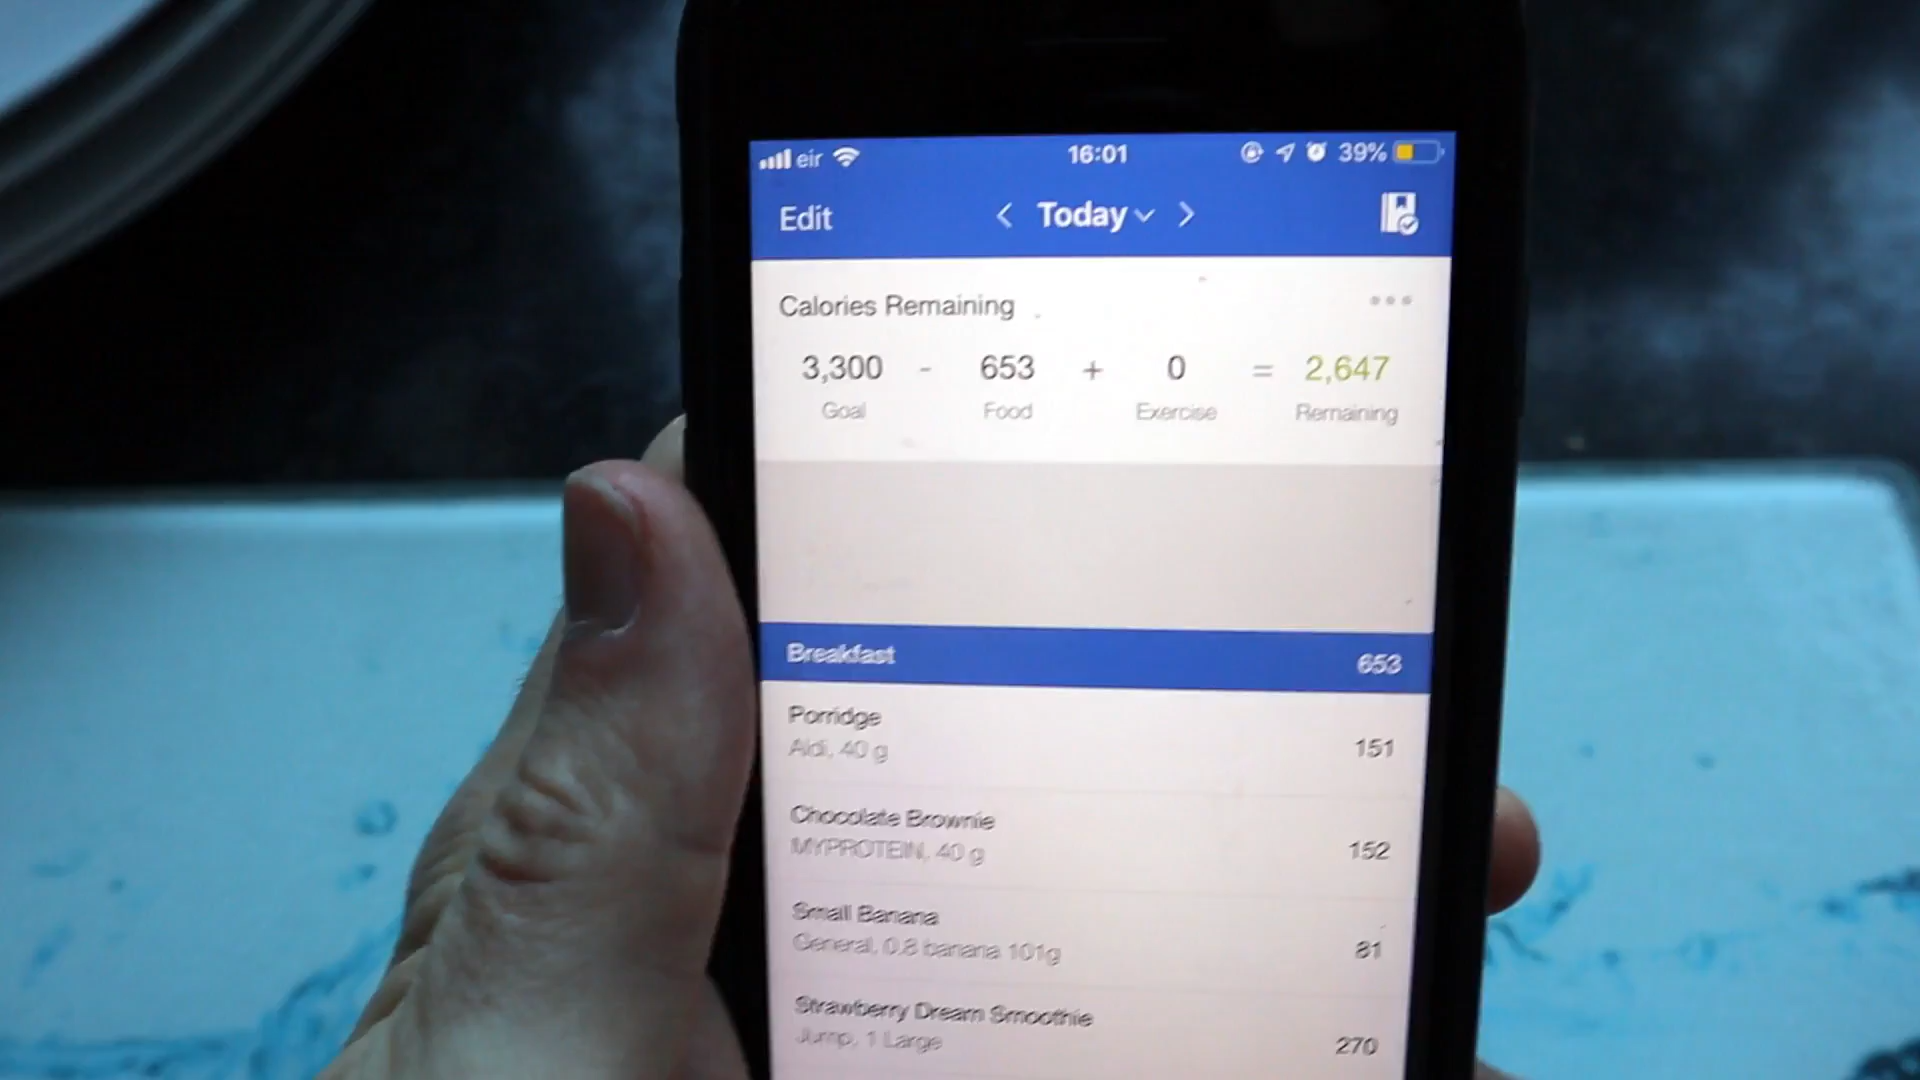 eir 16:01 39%
Edit Today
Calories Remaining
3,300 - 653 + 0 = 2,647
Goal Food Exercise Remaining
Breakfast 653
Porridge
Aldi, 40 g 151
Chocolate Brownie
MYPROTEIN, 40 g 152
Small Banana
General, 0.8 banana 101g 81
Strawberry Dream Smoothie
Jump, 1 Large 270